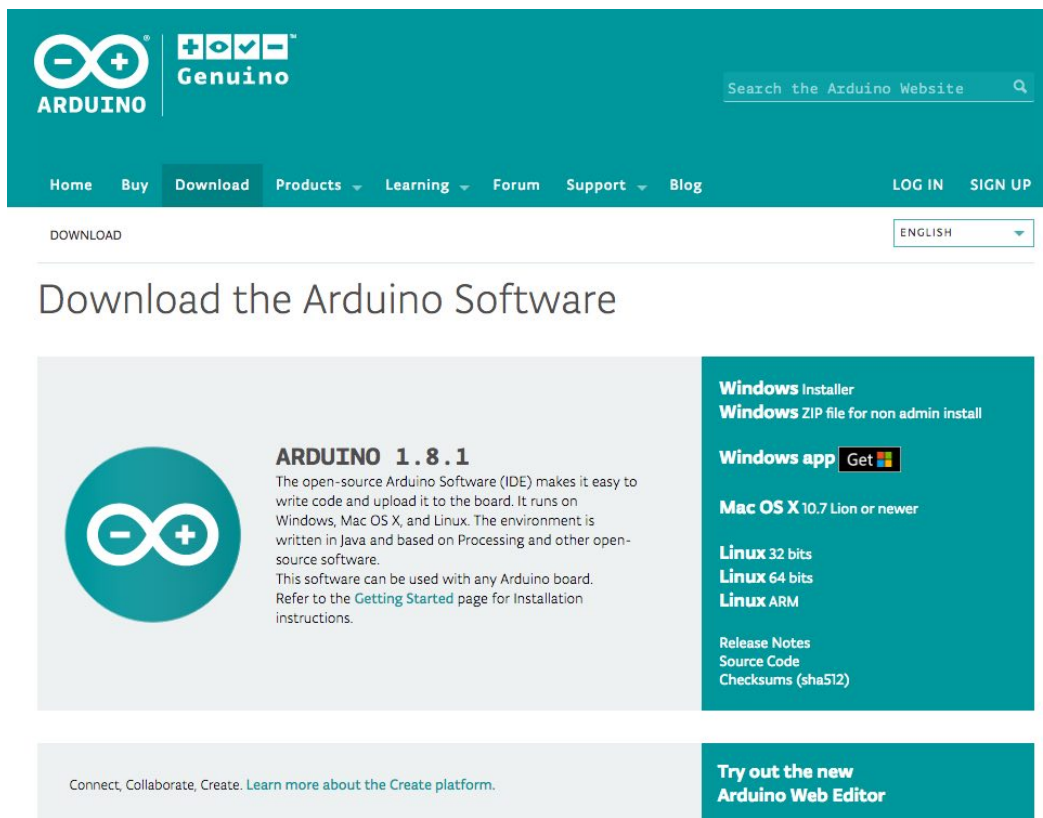 ARDUINO
Genuino
Search the Arduino Website
Home Buy Download Products Learning Forum Support Blog LOG IN SIGN UP
DOWNLOAD
ENGLISH
Download the Arduino Software
ARDUINO 1.8.1
The open-source Arduino Software (IDE) makes it easy to
write code and upload it to the board. It runs on
Windows, Mac OS X, and Linux. The environment is
written in Java and based on Processing and other open-
source software.
This software can be used with any Arduino board.
Refer to the Getting Started page for Installation
instructions.
Windows Installer
Windows ZIP file for non admin install
Windows app Get
Mac OS X 10.7 Lion or newer
Linux 32 bits
Linux 64 bits
Linux ARM
Release Notes
Source Code
Checksums (sha512)
Connect, Collaborate, Create. Learn more about the Create platform.
Try out the new
Arduino Web Editor